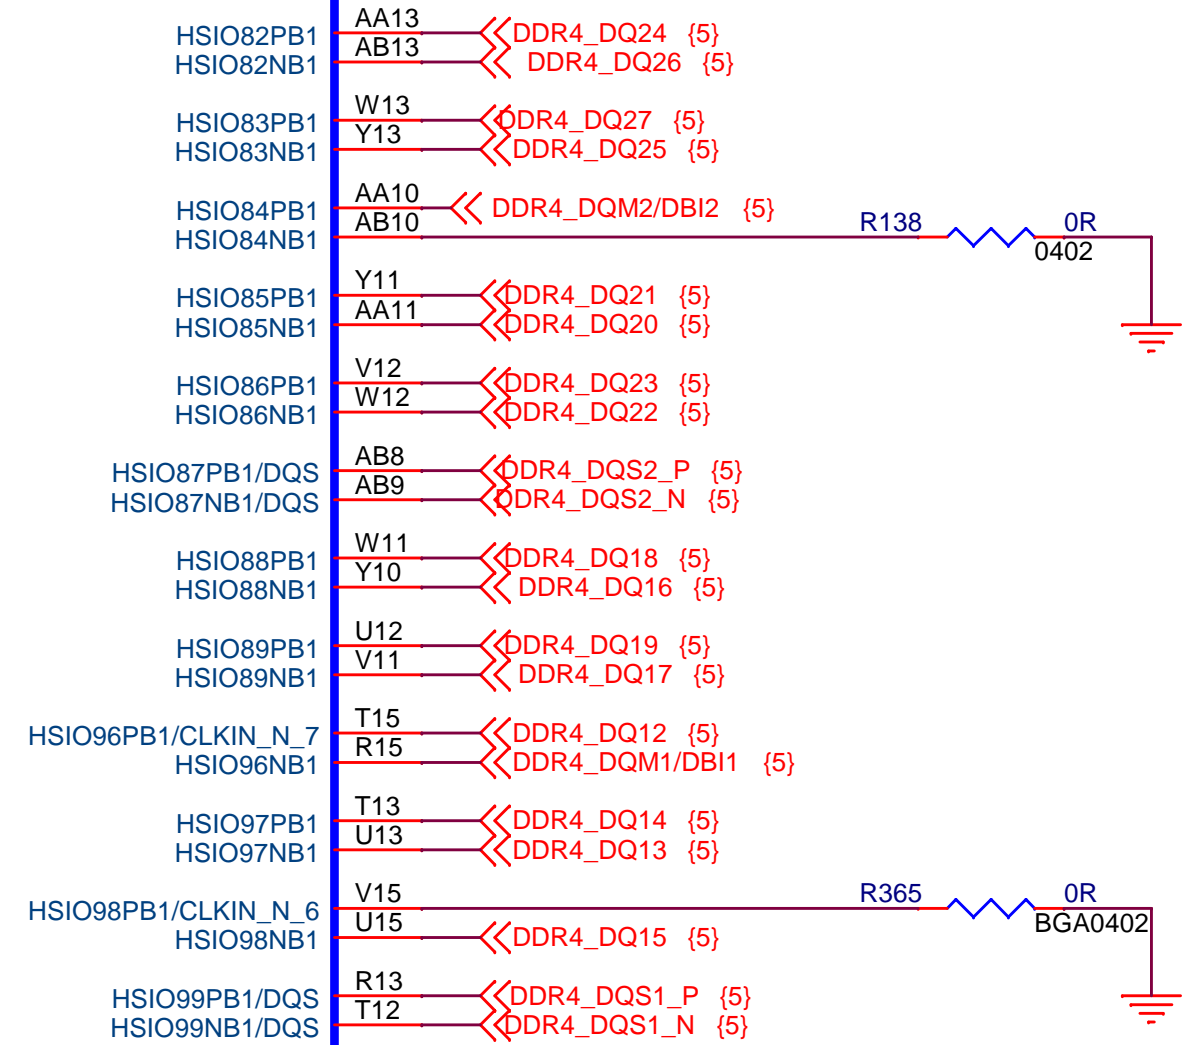 HSIO82PB1 AA13 DDR4_DQ24 {5}
HSIO82NB1 AB13 DDR4_DQ26 {5}
HSIO83PB1 W13 DDR4_DQ27 {5}
HSIO83NB1 Y13 DDR4_DQ25 {5}
HSIO84PB1 AA10 DDR4_DQM2/DBI2 {5}
HSIO84NB1 AB10 R138 0R
0402
HSIO85PB1 Y11 DDR4_DQ21 {5}
HSIO85NB1 AA11 DDR4_DQ20 {5}
HSIO86PB1 V12 DDR4_DQ23 {5}
HSIO86NB1 W12 DDR4_DQ22 {5}
HSIO87PB1/DQS AB8 DDR4_DQS2_P {5}
HSIO87NB1/DQS AB9 DDR4_DQS2_N {5}
HSIO88PB1 W11 DDR4_DQ18 {5}
HSIO88NB1 Y10 DDR4_DQ16 {5}
HSIO89PB1 U12 DDR4_DQ19 {5}
HSIO89NB1 V11 DDR4_DQ17 {5}
HSIO96PB1/CLKIN_N_7 T15 DDR4_DQ12 {5}
HSIO96NB1 R15 DDR4_DQM1/DBI1 {5}
HSIO97PB1 T13 DDR4_DQ14 {5}
HSIO97NB1 U13 DDR4_DQ13 {5}
HSIO98PB1/CLKIN_N_6 V15 R365 0R
BGA0402
HSIO98NB1 U15 DDR4_DQ15 {5}
HSIO99PB1/DQS R13 DDR4_DQS1_P {5}
HSIO99NB1/DQS T12 DDR4_DQS1_N {5}